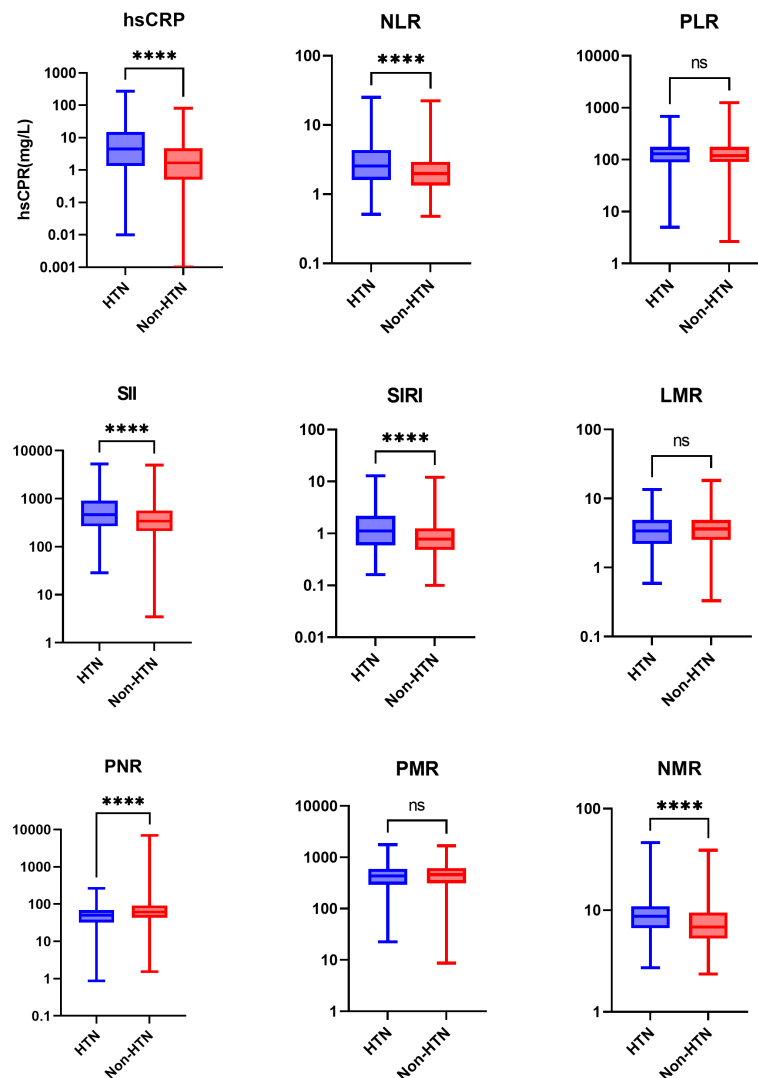 hsCRP
****
hsCPR(mg/L)
1000
100
10
1
0.1
0.01
0.001
HTN
Non-HTN
NLR
****
100
10
1
0.1
HTN
Non-HTN
PLR
ns
10000
1000
100
10
1
HTN
Non-HTN
SII
****
10000
1000
100
10
1
HTN
Non-HTN
SIRI
****
100
10
1
0.1
0.01
HTN
Non-HTN
LMR
ns
100
10
1
0.1
HTN
Non-HTN
PNR
****
10000
1000
100
10
1
0.1
HTN
Non-HTN
PMR
ns
10000
1000
100
10
1
HTN
Non-HTN
NMR
****
100
10
1
HTN
Non-HTN